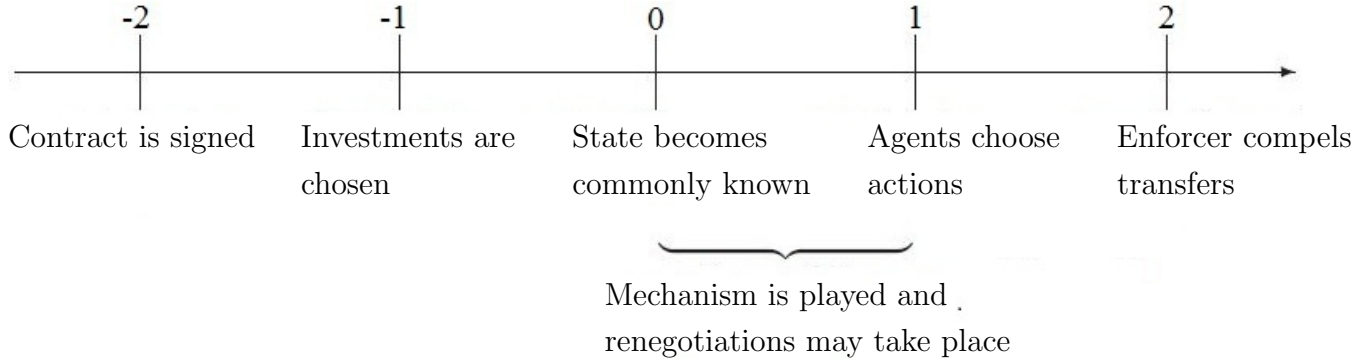 -2 -1 0 1 2
Contract is signed Investments are State becomes Agents choose Enforcer compels
chosen commonly known actions transfers
Mechanism is played and
renegotiations may take place